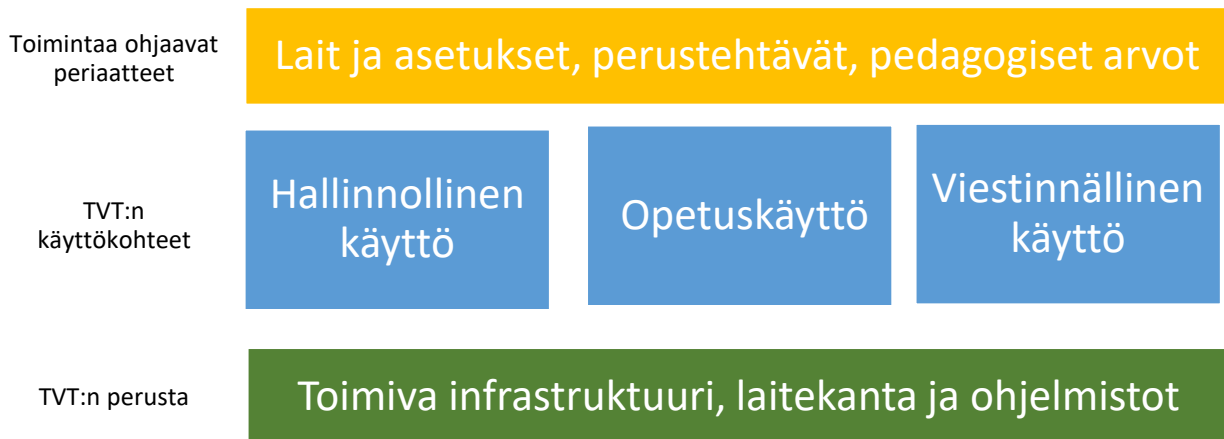 Toimintaa ohjaavat
periaatteet
Lait ja asetukset, perustehtävät, pedagogiset arvot
TVT:n
käyttökohteet
Hallinnollinen
käyttö
Opetuskäyttö
Viestinnällinen
käyttö
TVT:n perusta
Toimiva infrastruktuuri, laitekanta ja ohjelmistot